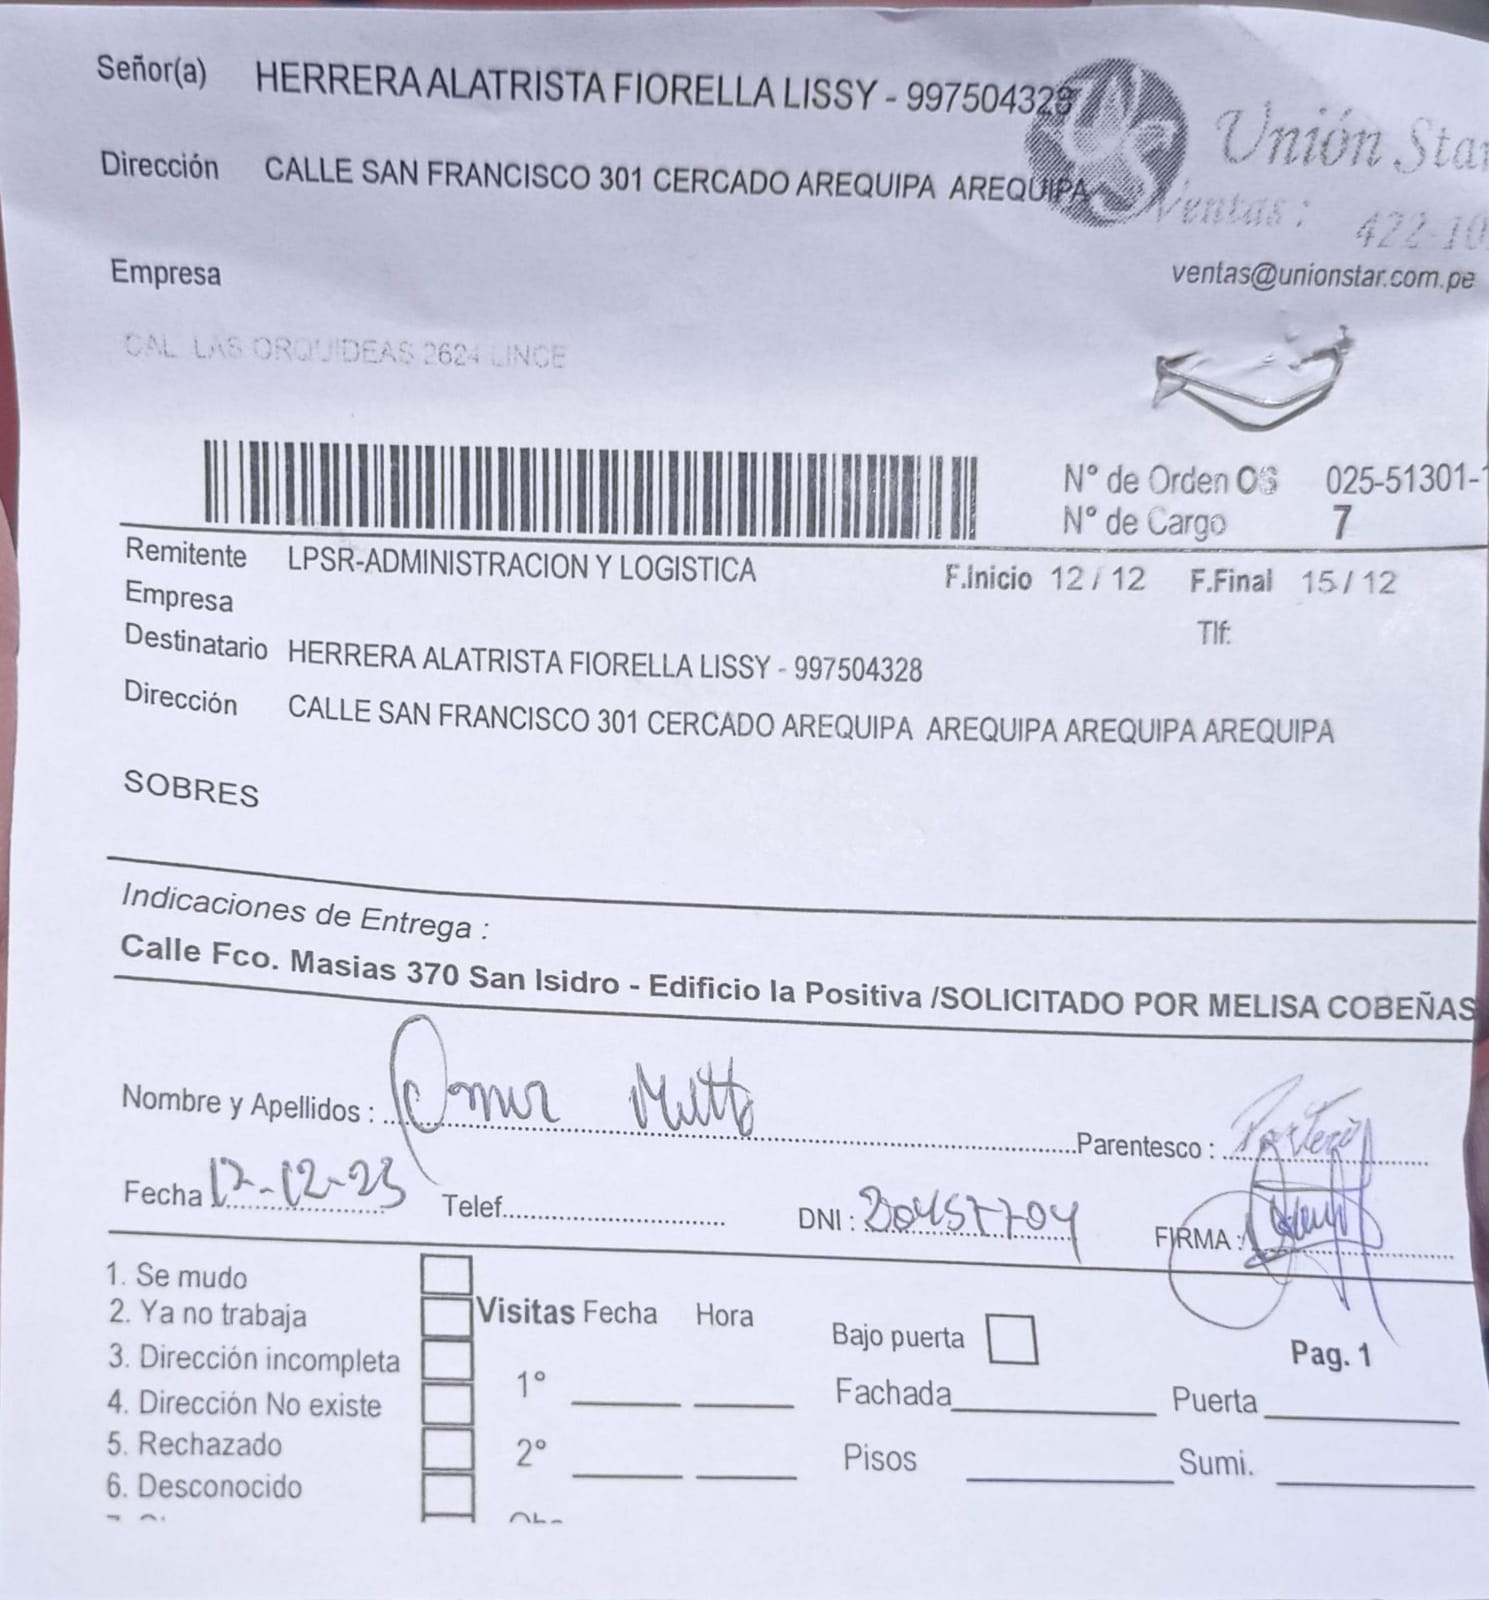 Señor(a) HERRERA ALATRISTA FIORELLA LISSY - 997504328
Unión Star
Dirección CALLE SAN FRANCISCO 301 CERCADO AREQUIPA AREQUIPA
Ventas : 422-10
Empresa
ventas@unionstar.com.pe
CAL. LAS ORQUIDEAS 2624 LINCE
N° de Orden OS 025-51301-1
N° de Cargo 7
Remitente LPSR-ADMINISTRACION Y LOGISTICA F.Inicio 12 / 12 F.Final 15 / 12
Empresa
Tlf:
Destinatario HERRERA ALATRISTA FIORELLA LISSY - 997504328
Dirección CALLE SAN FRANCISCO 301 CERCADO AREQUIPA AREQUIPA AREQUIPA AREQUIPA
SOBRES
Indicaciones de Entrega :
Calle Fco. Masias 370 San Isidro - Edificio la Positiva /SOLICITADO POR MELISA COBEÑAS
Nombre y Apellidos : Omar Parentesco :
Fecha 17-12-23 Telef. DNI : 30457704 FIRMA :
1. Se mudo
2. Ya no trabaja Visitas Fecha Hora Bajo puerta
3. Dirección incompleta 1° Pag. 1
4. Dirección No existe Fachada Puerta
5. Rechazado 2° Pisos Sumi.
6. Desconocido